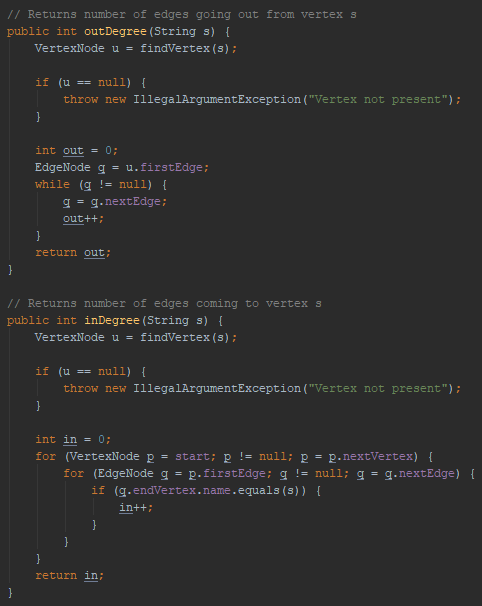 // Returns number of edges going out from vertex s
public int outDegree(String s) {
    VertexNode u = findVertex(s);

    if (u == null) {
        throw new IllegalArgumentException("Vertex not present");
    }

    int out = 0;
    EdgeNode q = u.firstEdge;
    while (q != null) {
        q = q.nextEdge;
        out++;
    }
    return out;
}

// Returns number of edges coming to vertex s
public int inDegree(String s) {
    VertexNode u = findVertex(s);

    if (u == null) {
        throw new IllegalArgumentException("Vertex not present");
    }

    int in = 0;
    for (VertexNode p = start; p != null; p = p.nextVertex) {
        for (EdgeNode q = p.firstEdge; q != null; q = q.nextEdge) {
            if (q.endVertex.name.equals(s)) {
                in++;
            }
        }
    }
    return in;
}